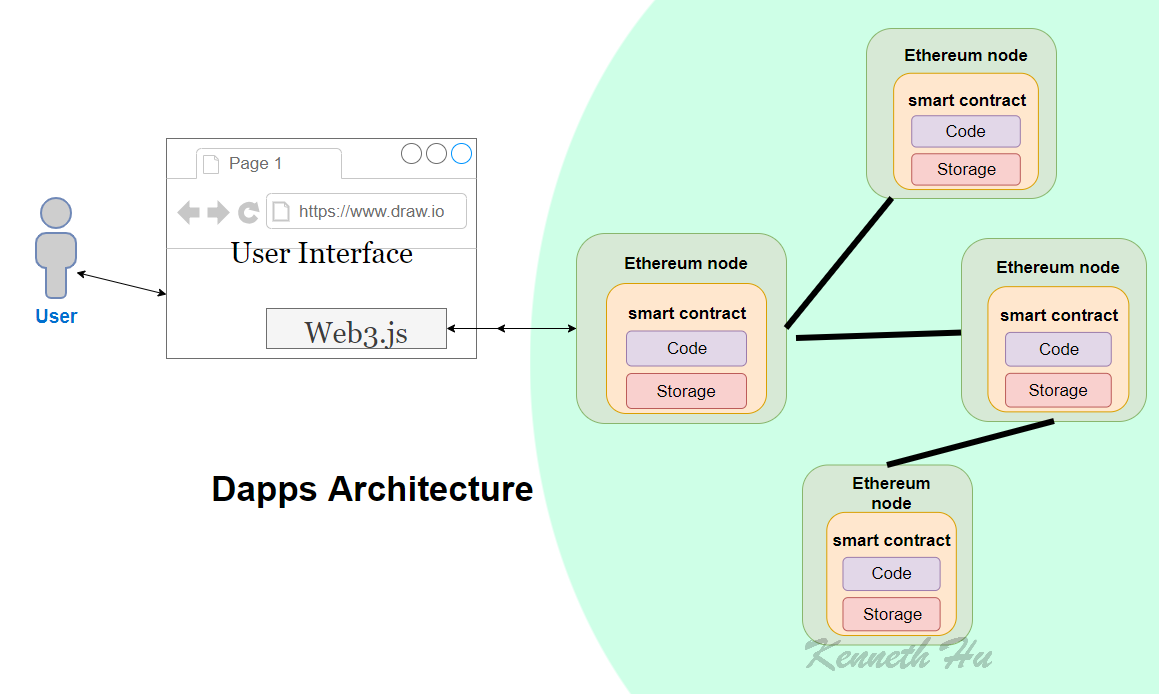 Page 1
https://www.draw.io
User Interface
Web3.js
User
Dapps Architecture
Ethereum node
smart contract
Code
Storage
Ethereum node
smart contract
Code
Storage
Ethereum node
smart contract
Code
Storage
Ethereum
node
smart contract
Code
Storage
Kenneth Hu